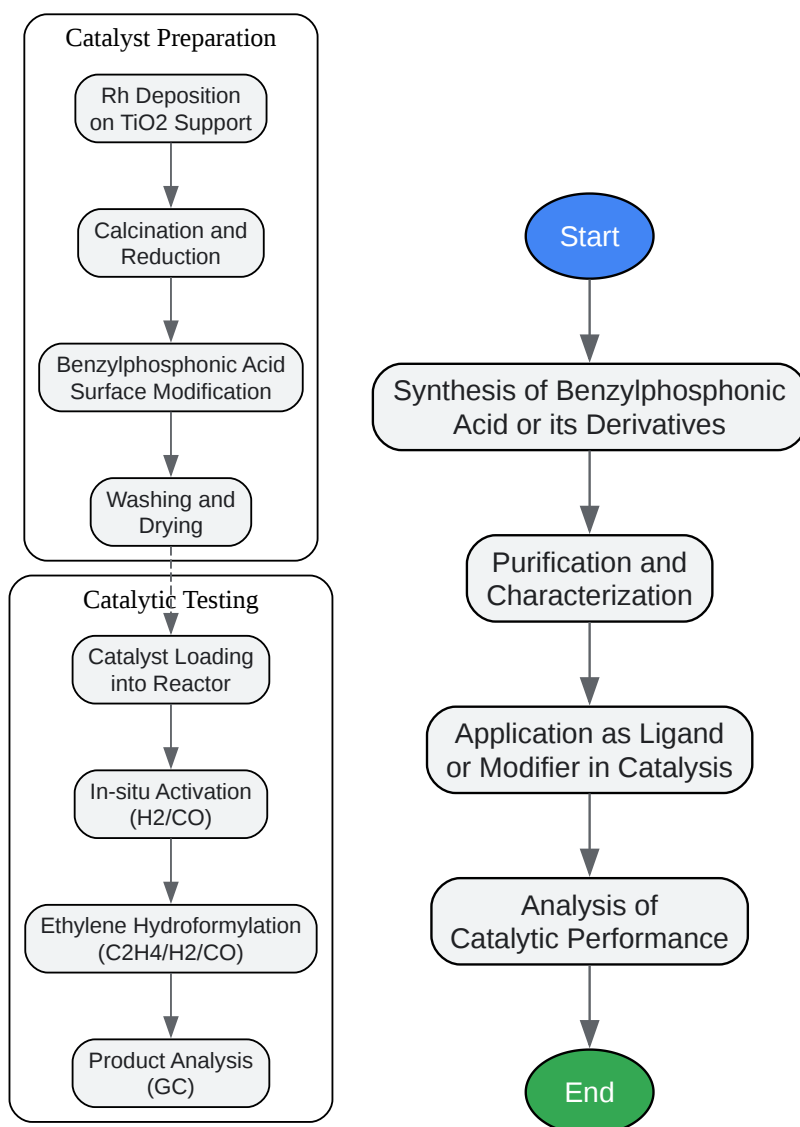 Catalyst Preparation
Rh Deposition
on TiO2 Support
Calcination and
Reduction
Benzylphosphonic Acid
Surface Modification
Washing and
Drying
Catalytic Testing
Catalyst Loading
into Reactor
In-situ Activation
(H2/CO)
Ethylene Hydroformylation
(C2H4/H2/CO)
Product Analysis
(GC)
Start
Synthesis of Benzylphosphonic
Acid or its Derivatives
Purification and
Characterization
Application as Ligand
or Modifier in Catalysis
Analysis of
Catalytic Performance
End